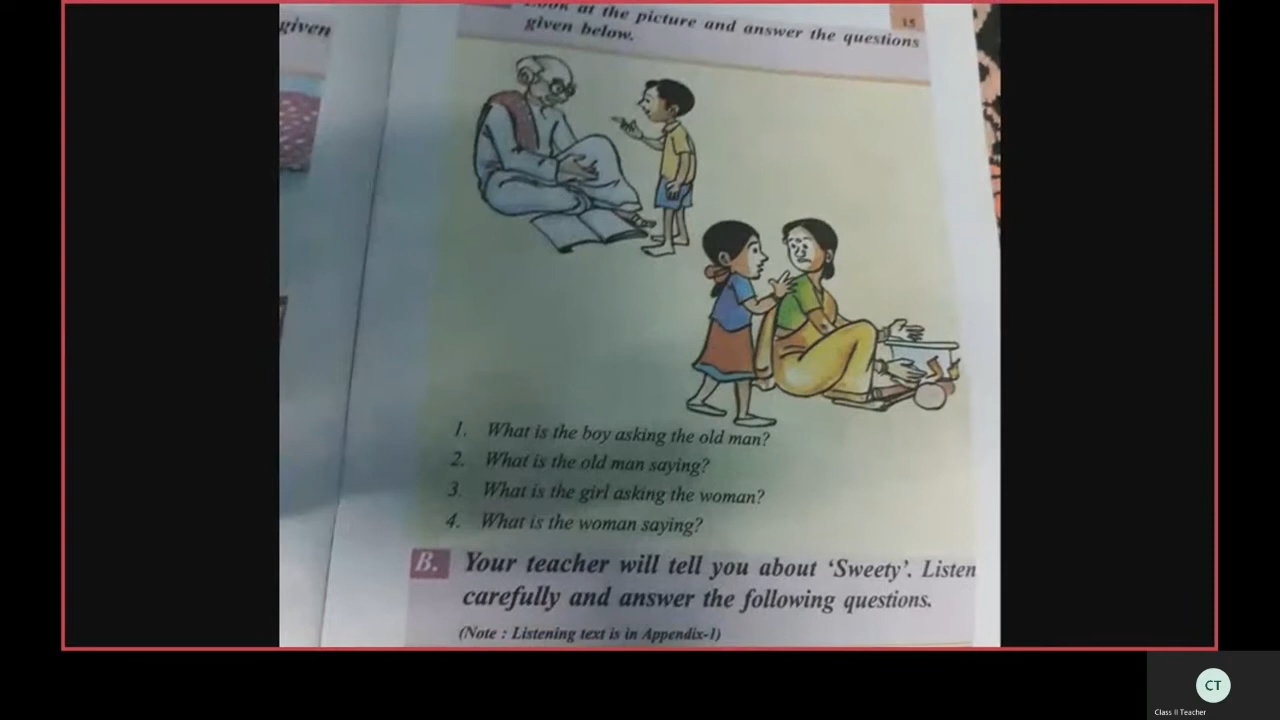 given
15
Look at the picture and answer the questions
given below.
1. What is the boy asking the old man?
2. What is the old man saying?
3. What is the girl asking the woman?
4. What is the woman saying?
B. Your teacher will tell you about ‘Sweety’. Listen
carefully and answer the following questions.
(Note : Listening text is in Appendix-1)
CT
Class II Teacher